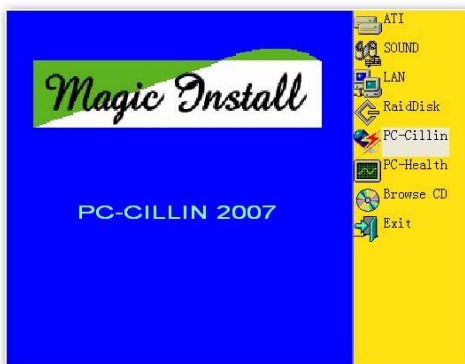 Magic Install
PC-CILLIN 2007
ATI
SOUND
LAN
RaidDisk
PC-Cillin
PC-Health
Browse CD
Exit